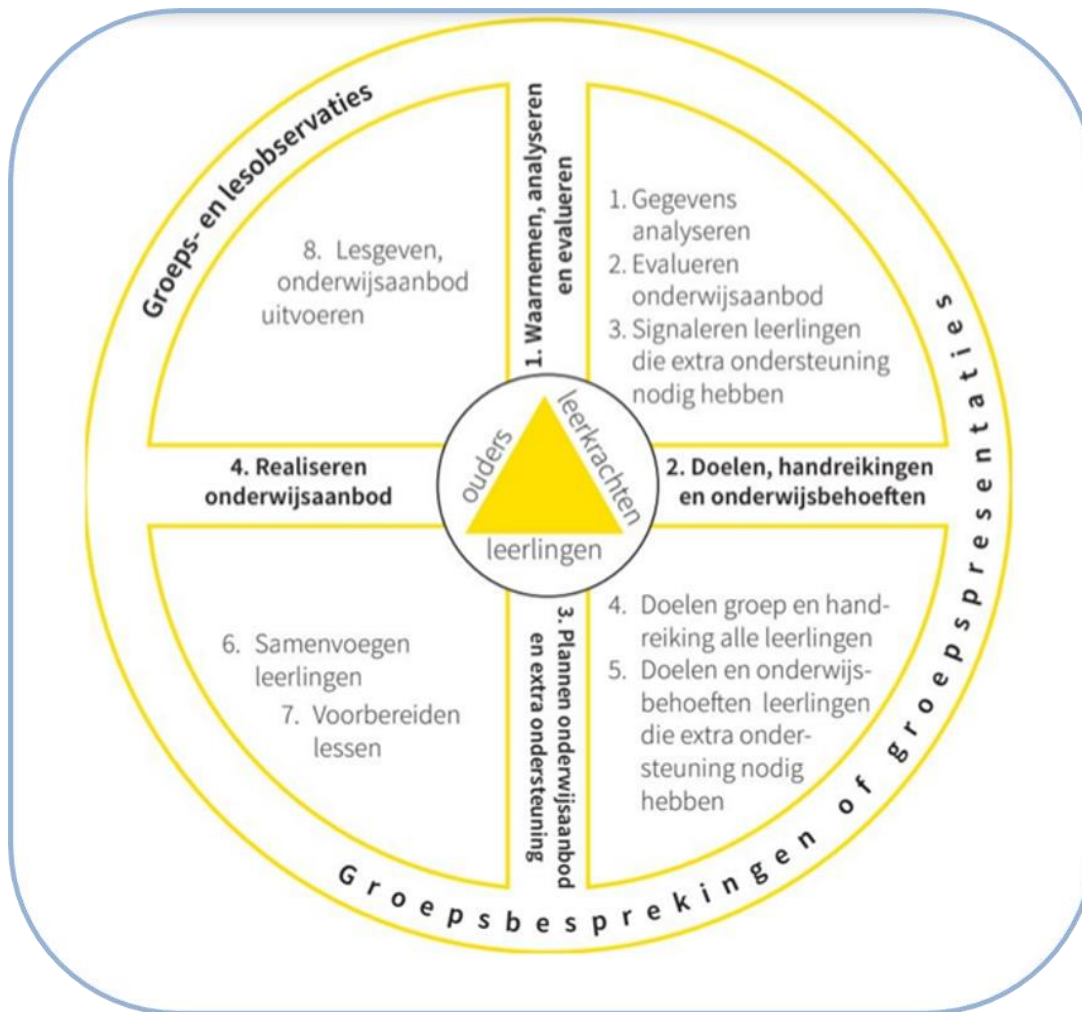 Groeps- en lesobservaties
1. Waarnemen, analyseren
en evalueren
1. Gegevens
analyseren
2. Evalueren
onderwijsaanbod
3. Signaleren leerlingen
die extra ondersteuning
nodig hebben
8. Lesgeven,
onderwijsaanbod
uitvoeren
ouders
leerkrachten
leerlingen
4. Realiseren
onderwijsaanbod
2. Doelen, handreikingen
en onderwijsbehoeften
4. Doelen groep en hand-
reiking alle leerlingen
5. Doelen en onderwijs-
behoeften leerlingen
die extra onder-
steuning nodig
hebben
3. Plannen onderwijsaanbod
en extra ondersteuning
6. Samenvoegen
leerlingen
7. Voorbereiden
lessen
Groepsbesprekingen of groepspresentaties